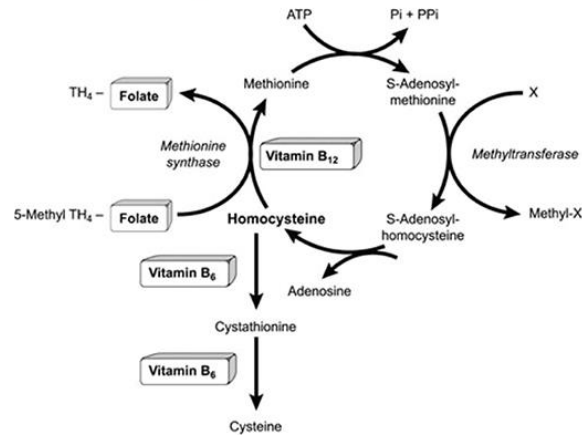 ATP
Pi + PPi
TH₄ – Folate
Methionine
S-Adenosyl-
methionine
X
Methionine
synthase
Vitamin B₁₂
Methyltransferase
5-Methyl TH₄ – Folate
Homocysteine
S-Adenosyl-
homocysteine
Methyl-X
Vitamin B₆
Adenosine
Cystathionine
Vitamin B₆
Cysteine